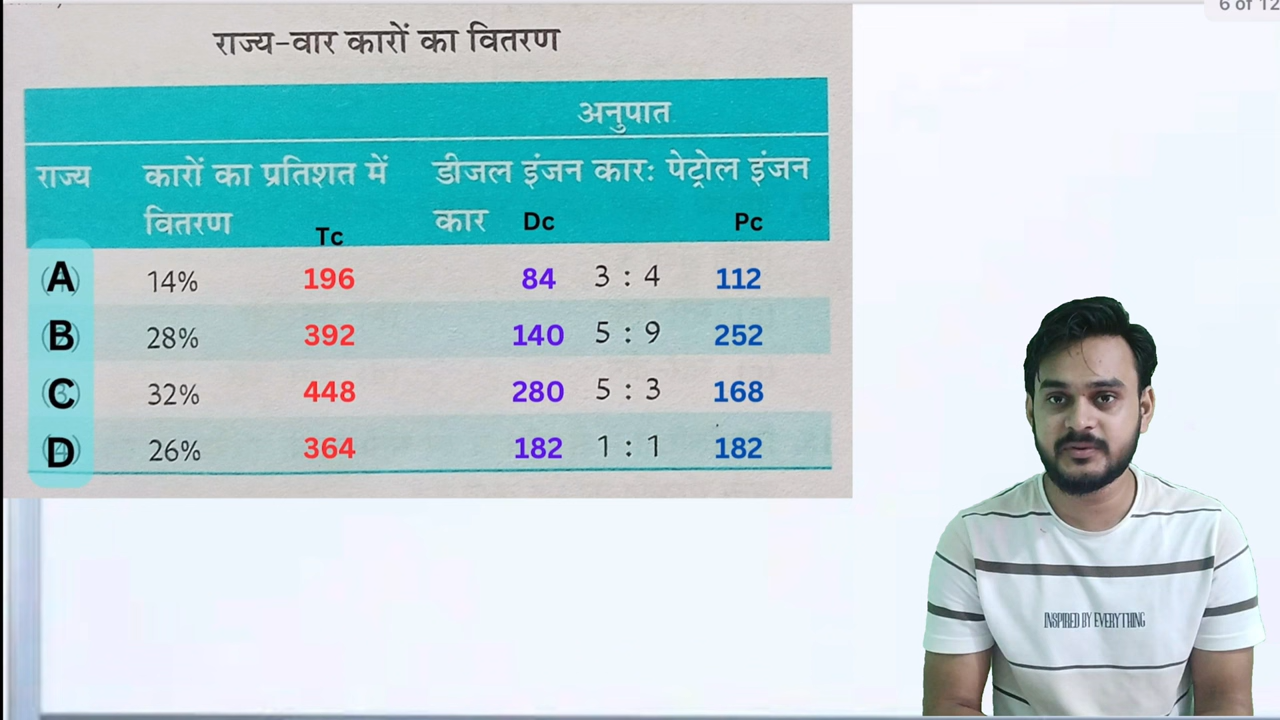 6 of 12
राज्य-वार कारों का वितरण
अनुपात
राज्य कारों का प्रतिशत में डीजल इंजन कारः पेट्रोल इंजन
वितरण Tc कार Dc Pc
A 14% 196 84 3 : 4 112
B 28% 392 140 5 : 9 252
C 32% 448 280 5 : 3 168
D 26% 364 182 1 : 1 182
INSPIRED BY EVERYTHING